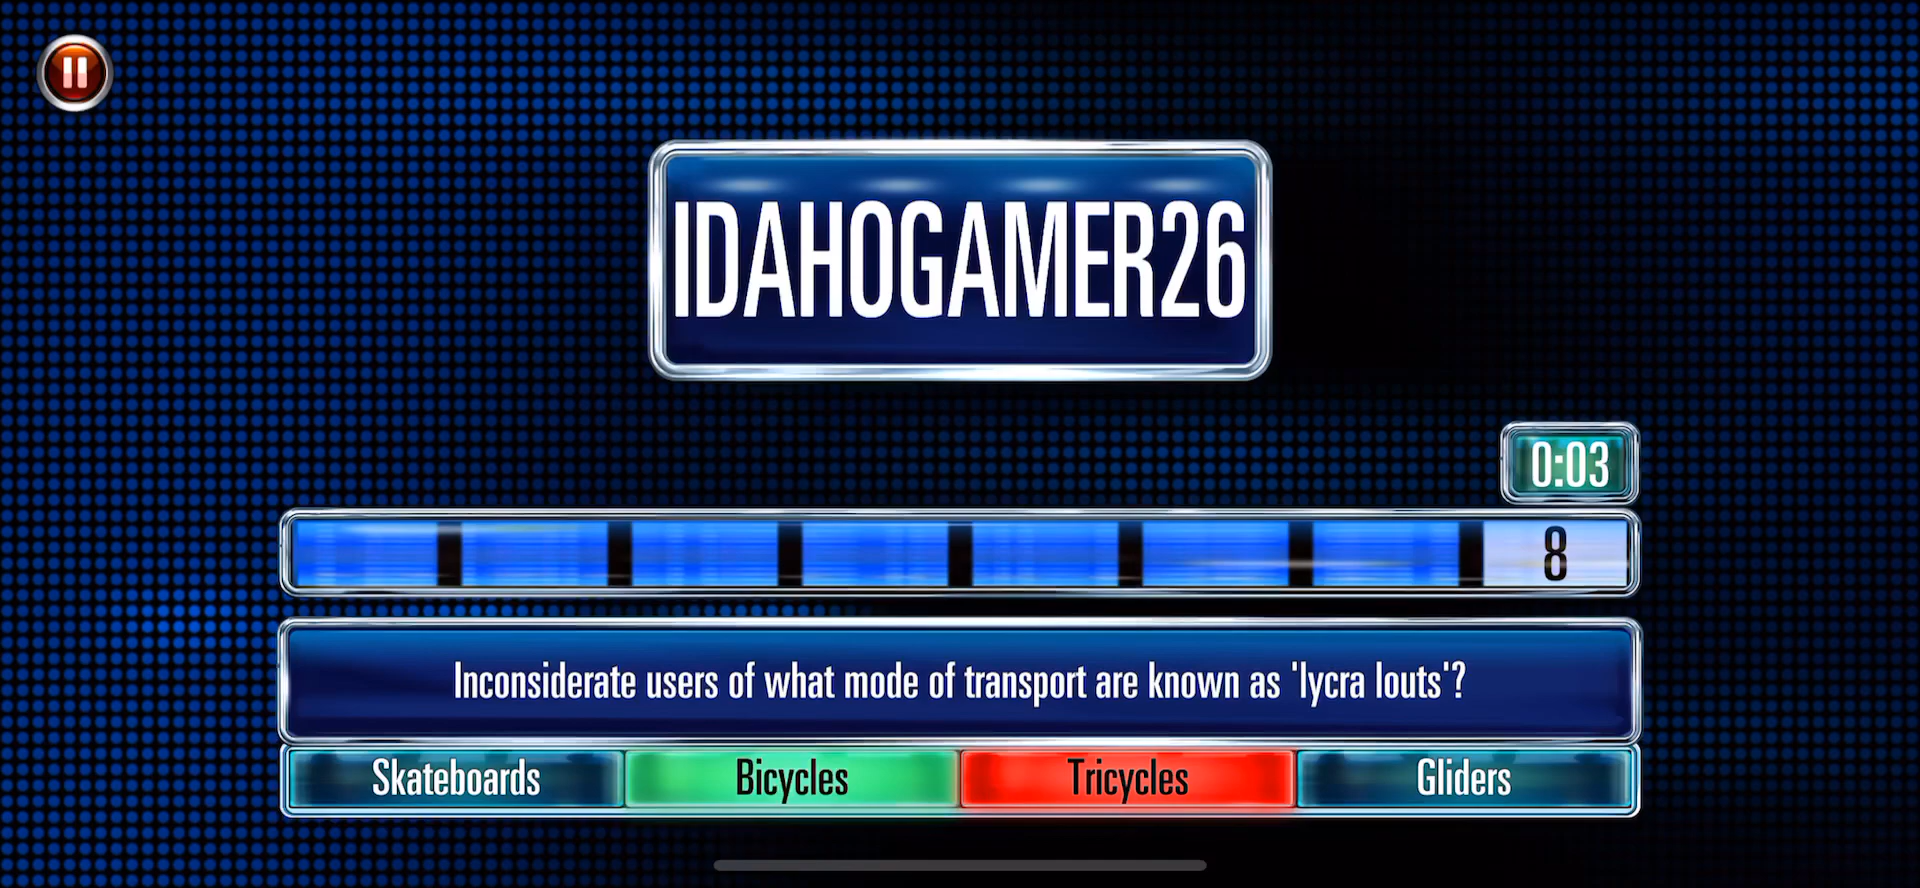 IDAHOGAMER26
0:03
8
Inconsiderate users of what mode of transport are known as 'lycra louts'?
Skateboards
Bicycles
Tricycles
Gliders